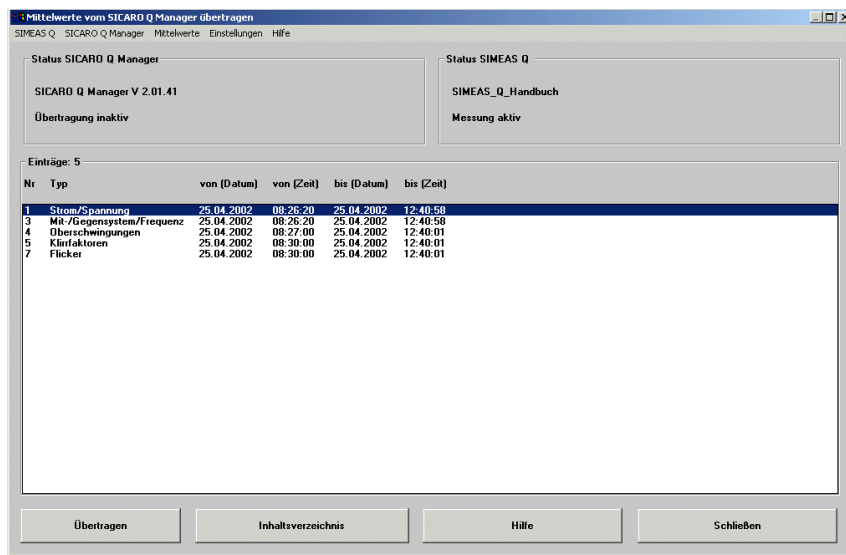 Mittelwerte vom SICARO Q Manager übertragen
SIMEAS Q SICARO Q Manager Mittelwerte Einstellungen Hilfe
Status SICARO Q Manager
SICARO Q Manager V 2.01.41
Übertragung inaktiv
Status SIMEAS Q
SIMEAS_Q_Handbuch
Messung aktiv
Einträge: 5
Nr Typ von (Datum) von (Zeit) bis (Datum) bis (Zeit)
1 Strom/Spannung 25.04.2002 08:26:20 25.04.2002 12:40:58
3 Mit-/Gegensystem/Frequenz 25.04.2002 08:26:20 25.04.2002 12:40:58
4 Oberschwingungen 25.04.2002 08:27:00 25.04.2002 12:40:01
5 Klirrfaktoren 25.04.2002 08:30:00 25.04.2002 12:40:01
7 Flicker 25.04.2002 08:30:00 25.04.2002 12:40:01
Übertragen Inhaltsverzeichnis Hilfe Schließen